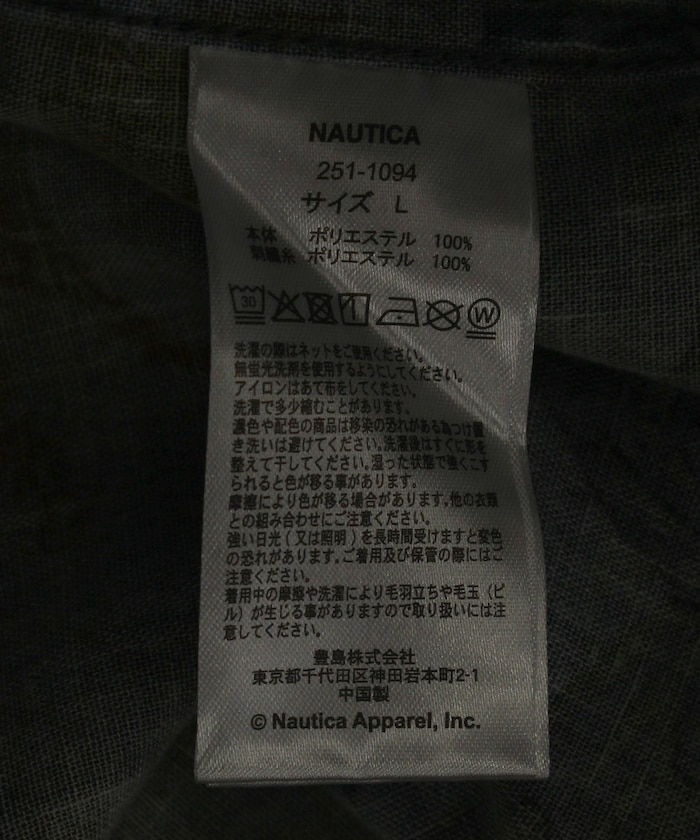 NAUTICA
251-1094
サイズ L
本体 ポリエステル 100%
刺繍糸 ポリエステル 100%
30
W
洗濯の際はネットをご使用ください。
無蛍光洗剤を使用するようにしてください。
アイロンはあて布をしてください。
洗濯で多少縮むことがあります。
濃色や配色の商品は移染の恐れがある為つけ置
き洗いは避けてください。洗濯後はすぐに形を
整えて干してください。湿った状態で強くこす
られると色が移る事があります。
摩擦により色が移る場合があります。他の衣類
との組み合わせにご注意ください。
強い日光(又は照明)を長時間受けますと変色
の恐れがあります。ご着用及び保管の際にはご
注意ください。
着用中の摩擦や洗濯により毛羽立ちや毛玉(ピ
ル)が生じる事がありますので取り扱いには注
意してください。
豊島株式会社
東京都千代田区神田岩本町2-1
中国製
© Nautica Apparel, Inc.